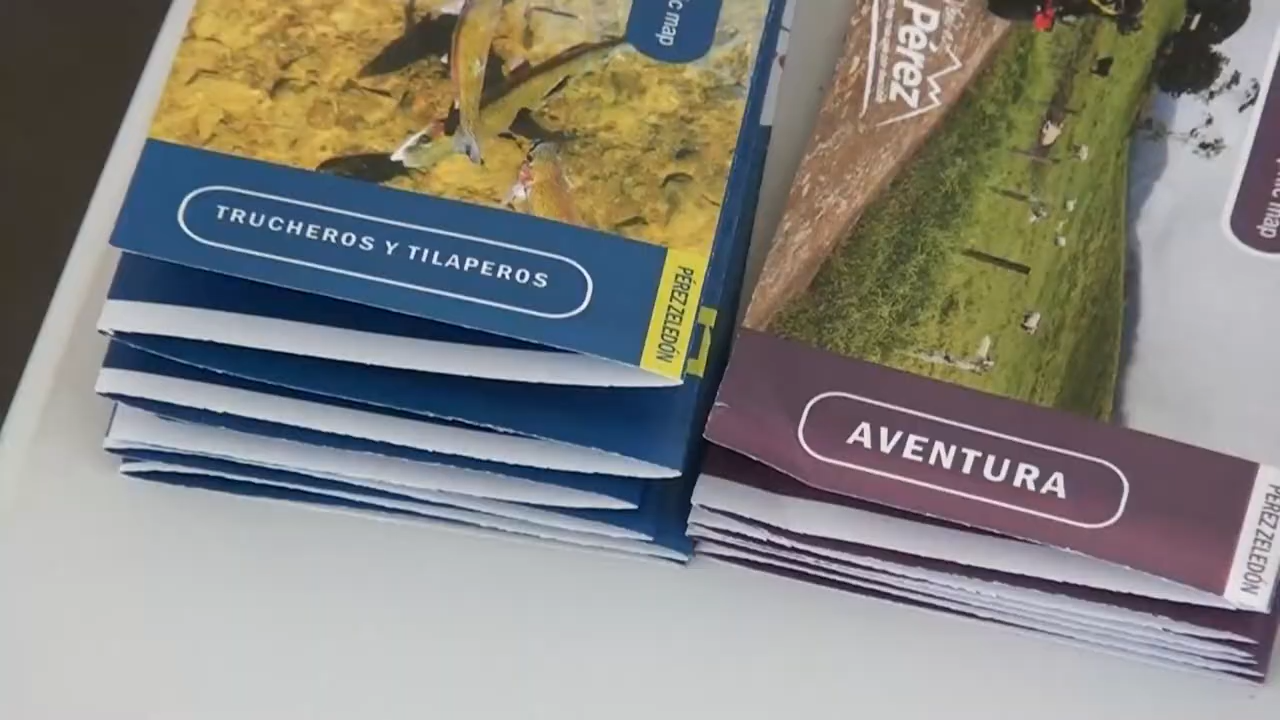 c map
TRUCHEROS Y TILAPEROS
PÉREZ ZELEDÓN
Pérez
AVENTURA
PÉREZ ZELEDÓN
map